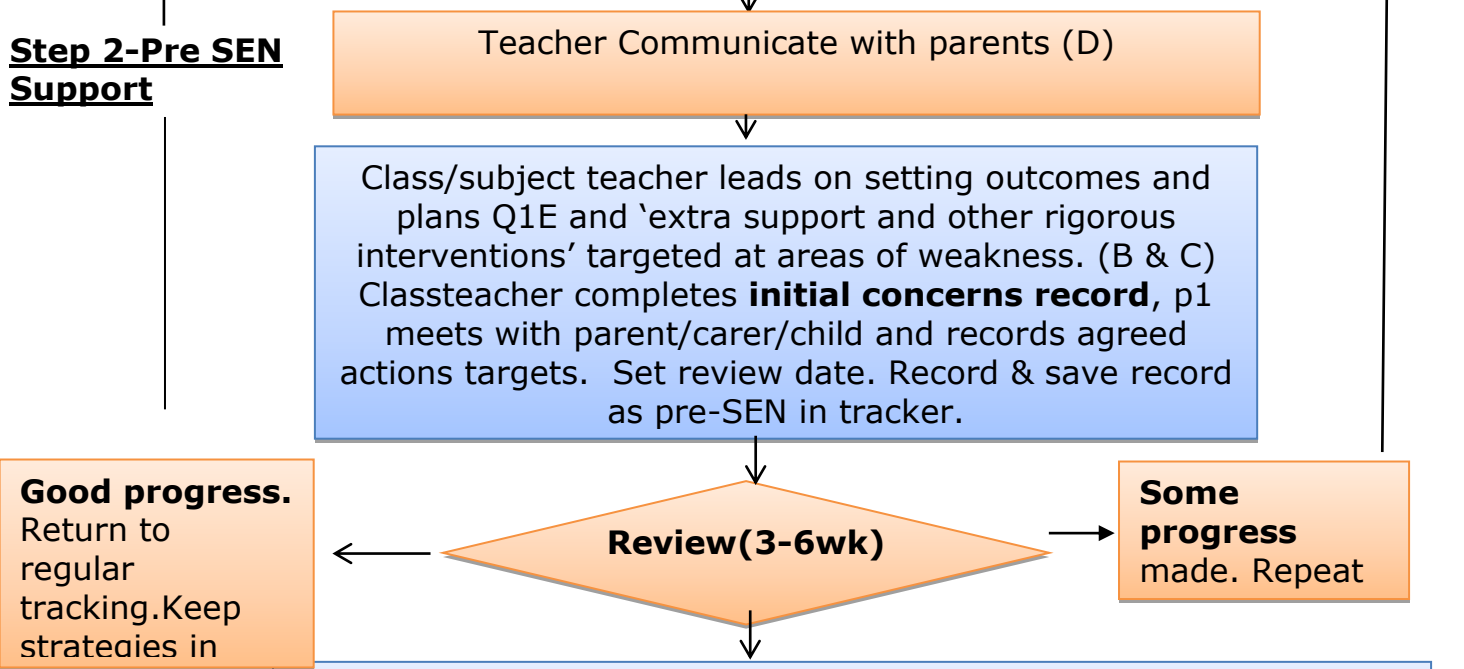 Step 2-Pre SEN
Support
Teacher Communicate with parents (D)
Class/subject teacher leads on setting outcomes and
plans Q1E and ‘extra support and other rigorous
interventions’ targeted at areas of weakness. (B & C)
Classteacher completes initial concerns record, p1
meets with parent/carer/child and records agreed
actions targets.  Set review date. Record & save record
as pre-SEN in tracker.
Good progress.
Return to
regular
tracking.Keep
strategies in
Review(3-6wk)
Some
progress
made. Repeat